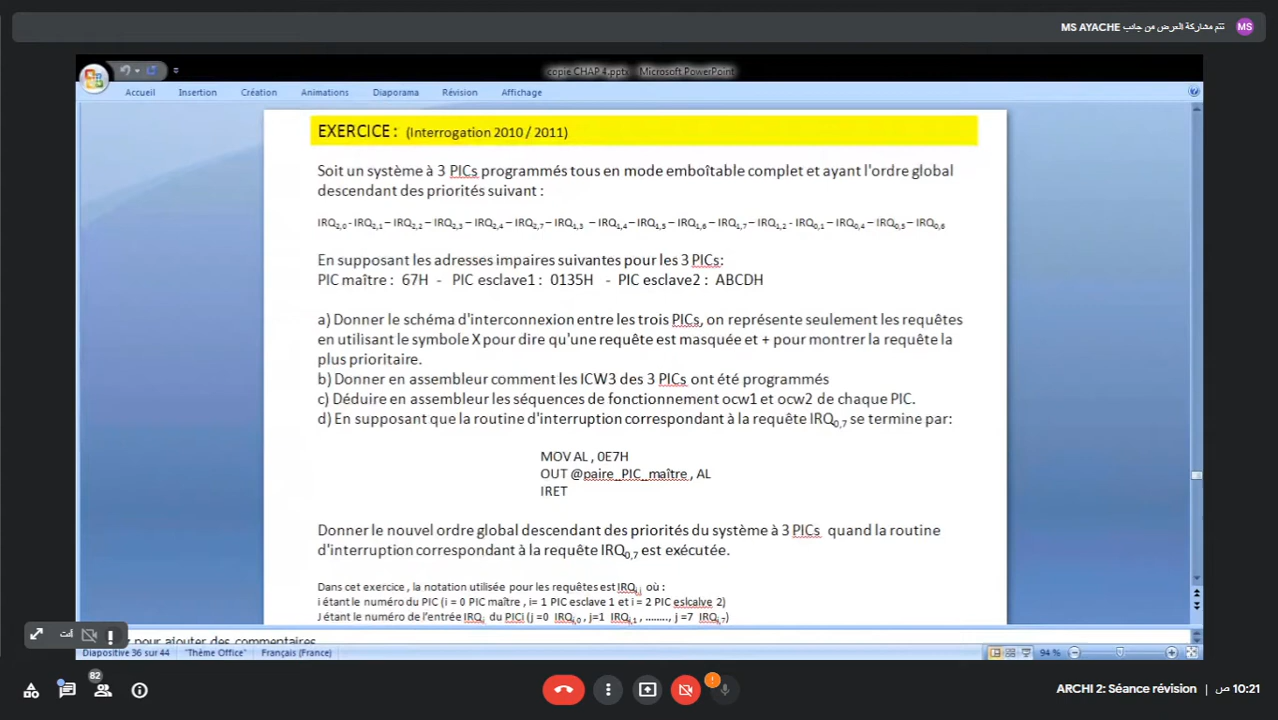 تتم مشاركة العرض من جانب MS AYACHE
MS
copie CHAP 4.pptx - Microsoft PowerPoint
Accueil Insertion Création Animations Diaporama Révision Affichage
EXERCICE : (Interrogation 2010 / 2011)
Soit un système à 3 PICs programmés tous en mode emboîtable complet et ayant l'ordre global
descendant des priorités suivant :
IRQ2,0 - IRQ2,1 – IRQ2,2 – IRQ2,3 – IRQ2,4 – IRQ2,7 – IRQ1,3 – IRQ1,4 – IRQ1,5 – IRQ1,6 – IRQ1,7 – IRQ1,2 - IRQ0,1 – IRQ0,4 – IRQ0,5 – IRQ0,6
En supposant les adresses impaires suivantes pour les 3 PICs:
PIC maître : 67H - PIC esclave1 : 0135H - PIC esclave2 : ABCDH
a) Donner le schéma d'interconnexion entre les trois PICs, on représente seulement les requêtes
en utilisant le symbole X pour dire qu'une requête est masquée et + pour montrer la requête la
plus prioritaire.
b) Donner en assembleur comment les ICW3 des 3 PICs ont été programmés
c) Déduire en assembleur les séquences de fonctionnement ocw1 et ocw2 de chaque PIC.
d) En supposant que la routine d'interruption correspondant à la requête IRQ0,7 se termine par:
MOV AL , 0E7H
OUT @paire_PIC_maître , AL
IRET
Donner le nouvel ordre global descendant des priorités du système à 3 PICs quand la routine
d'interruption correspondant à la requête IRQ0,7 est exécutée.
Dans cet exercice , la notation utilisée pour les requêtes est IRQi,j où :
i étant le numéro du PIC (i = 0 PIC maître , i= 1 PIC esclave 1 et i = 2 PIC eslcalve 2)
J étant le numéro de l'entrée IRQj du PICi (j =0 IRQi,0 , j=1 IRQi,1 , ........, j =7 IRQi,7)
أنت
pour ajouter des commentaires
Diapositive 36 sur 44 "Thème Office" Français (France) 94 %
82
ARCHI 2: Séance révision | 10:21 ص